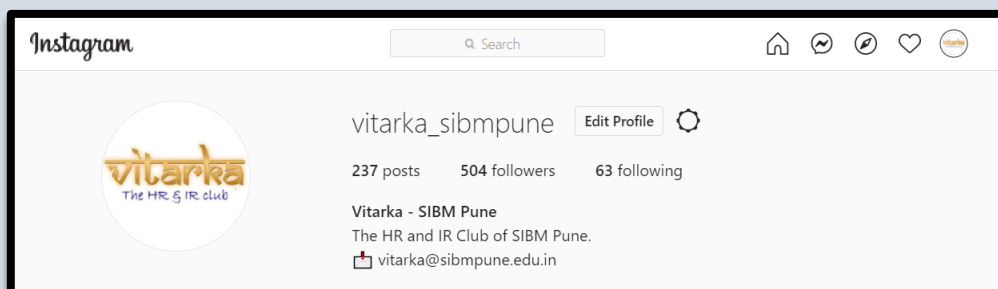 Instagram
Search
vitarka
The HR & IR club
vitarka_sibmpune Edit Profile
237 posts 504 followers 63 following
Vitarka - SIBM Pune
The HR and IR Club of SIBM Pune.
vitarka@sibmpune.edu.in